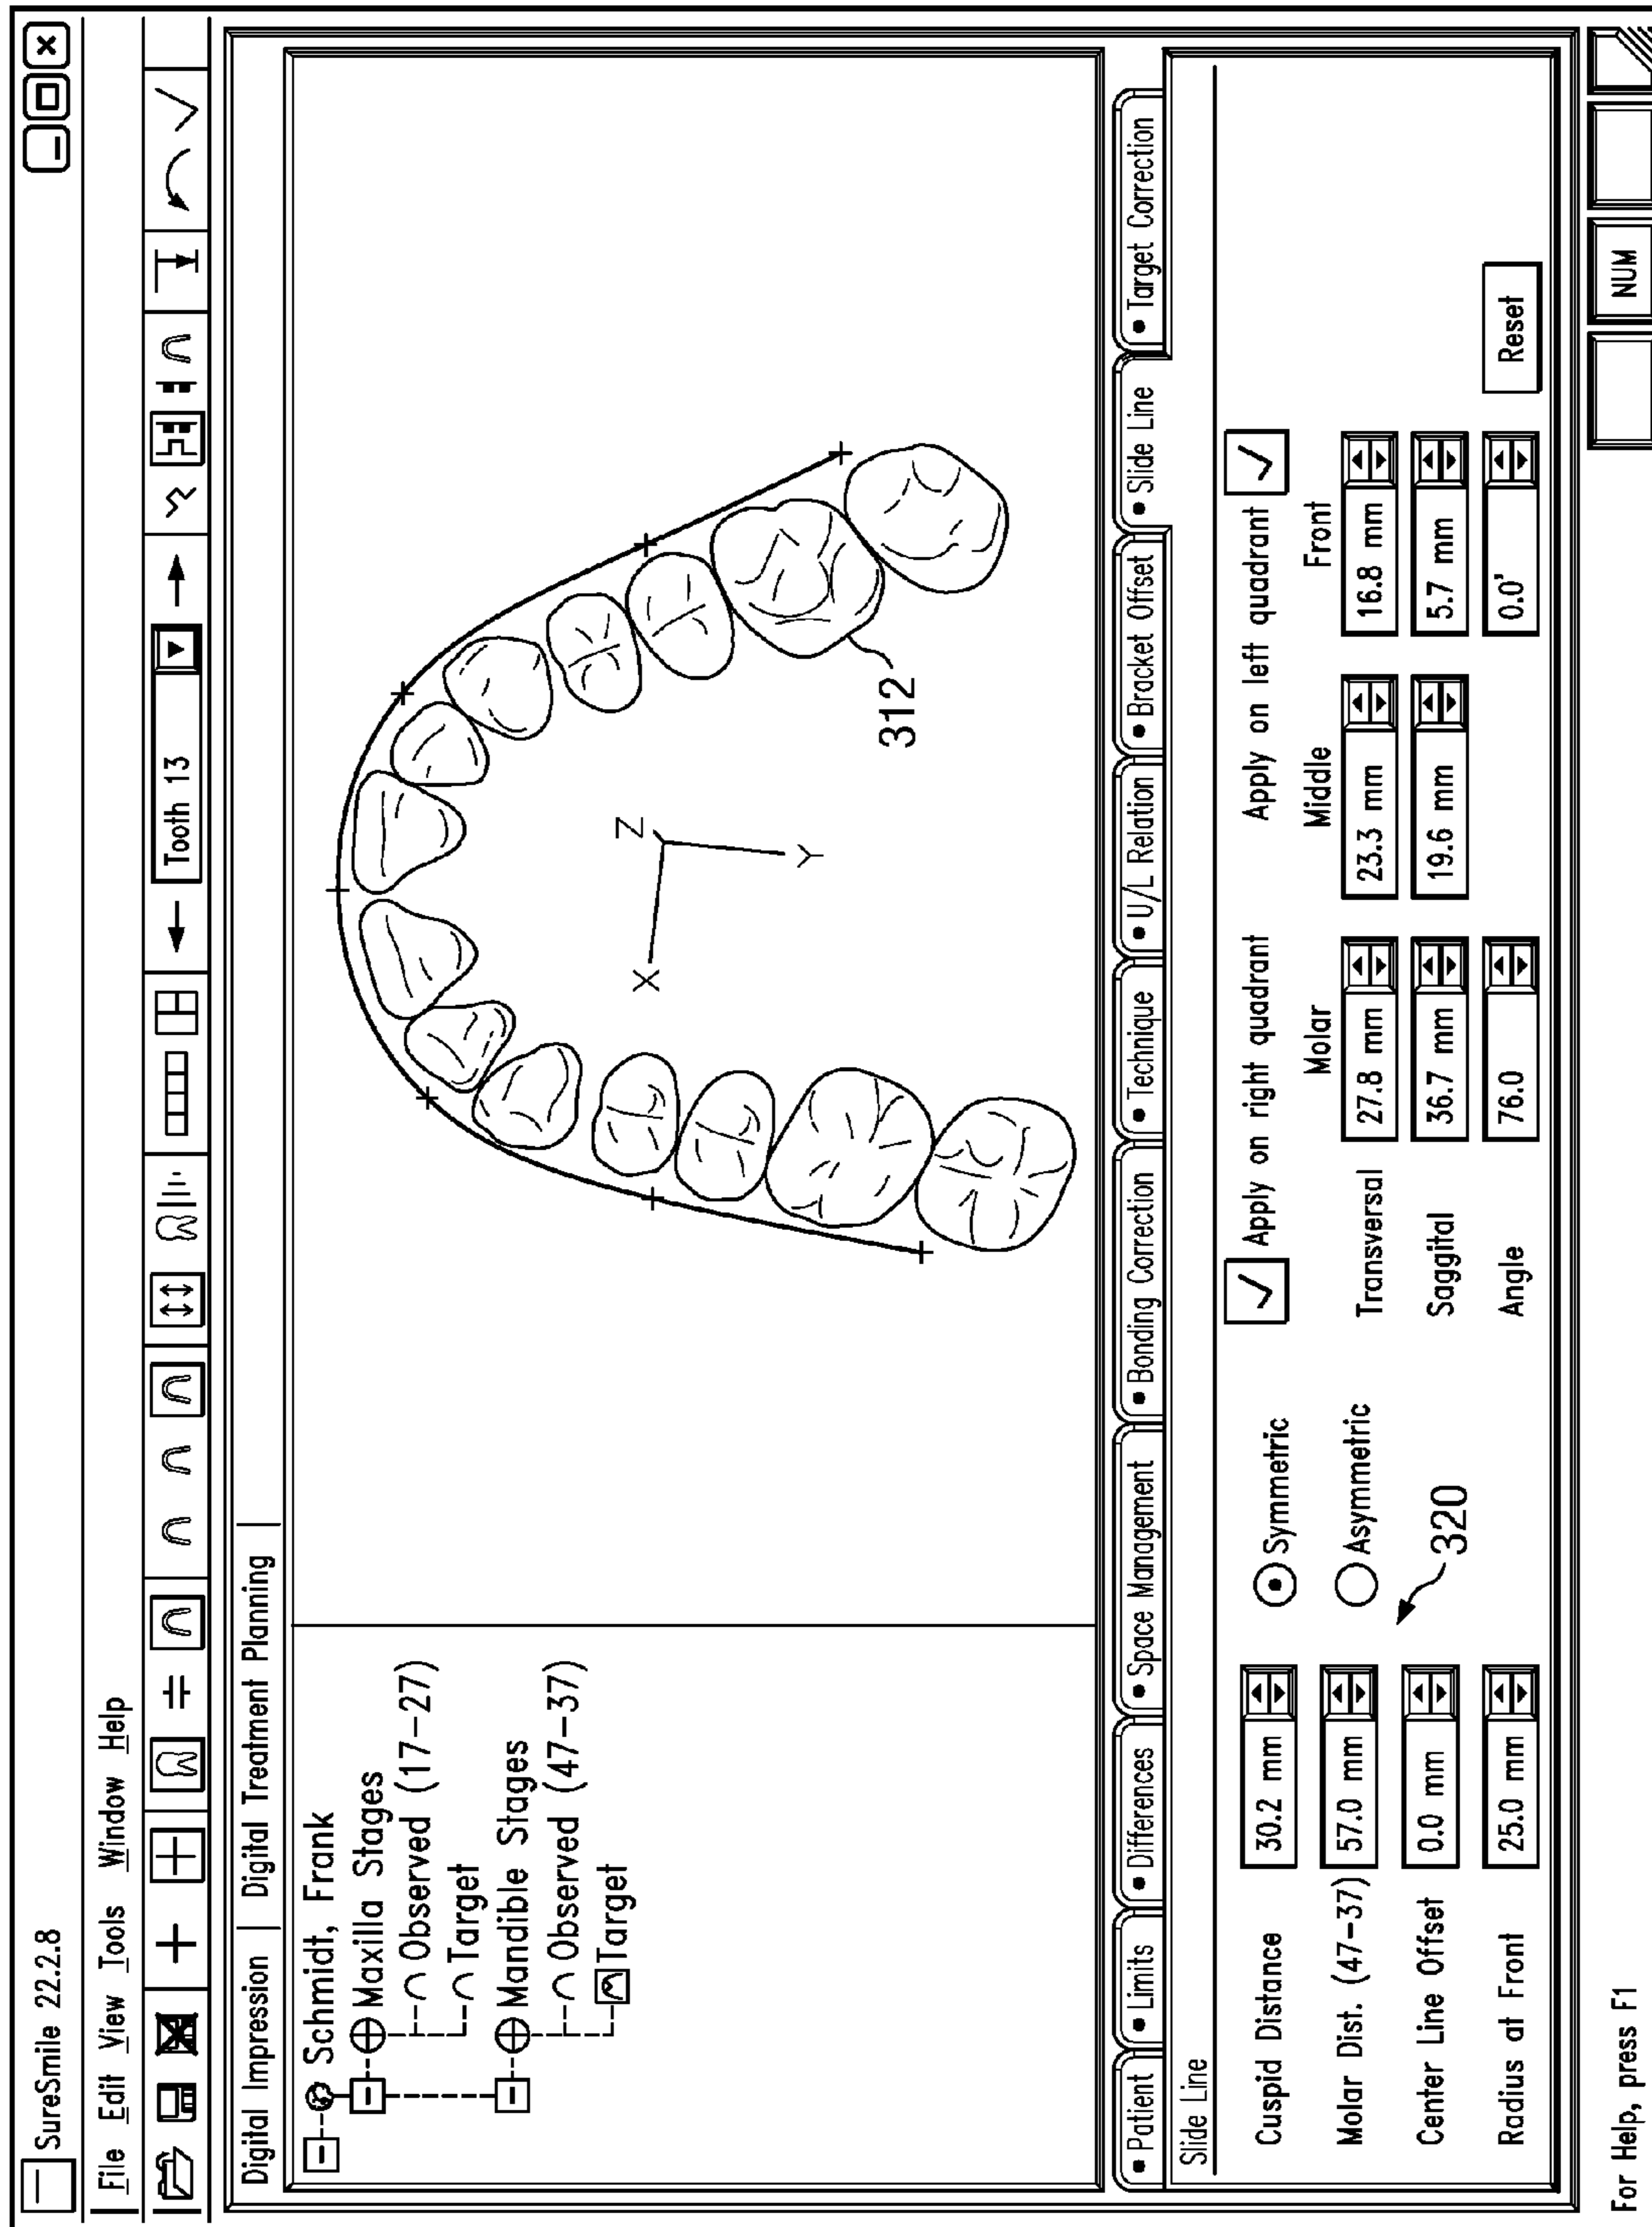 SureSmile 22.2.8
File Edit View Tools Window Help
Tooth 13
Digital Impression | Digital Treatment Planning
Schmidt, Frank
Maxilla Stages
Observed (17-27)
Target
Mandible Stages
Observed (47-37)
Target
X
Z
Y
312
• Patient • Limits • Differences • Space Management • Bonding Correction • Technique • U/L Relation • Bracket Offset • Slide Line • Target Correction
Slide Line
Cuspid Distance 30.2 mm Symmetric Apply on right quadrant Apply on left quadrant
Molar Middle Front
Molar Dist. (47-37) 57.0 mm Asymmetric Transversal 27.8 mm 23.3 mm 16.8 mm
Center Line Offset 0.0 mm 320 Saggital 36.7 mm 19.6 mm 5.7 mm
Radius at Front 25.0 mm Angle 76.0 0.0' Reset
For Help, press F1 NUM